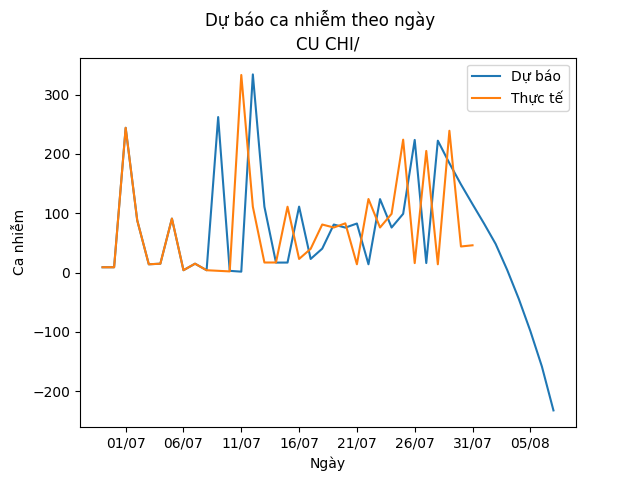 Dự báo ca nhiễm theo ngày
CU CHI/
Dự báo
Thực tế
Ca nhiễm
300
200
100
0
−100
−200
01/07 06/07 11/07 16/07 21/07 26/07 31/07 05/08
Ngày